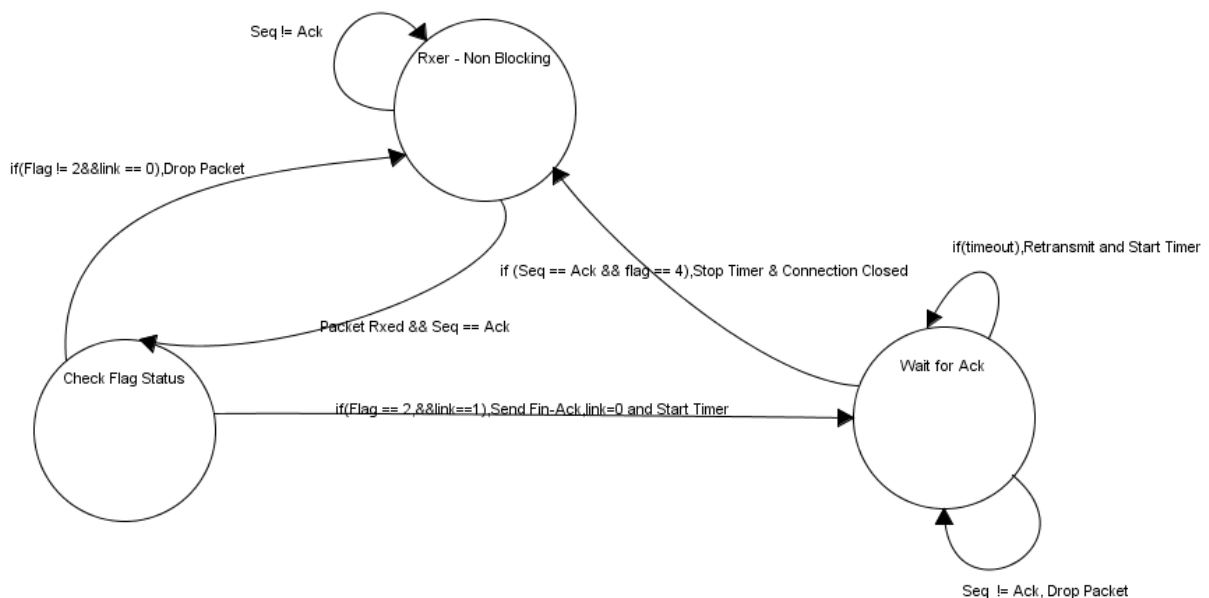 Seq != Ack
Rxer - Non Blocking
if(Flag != 2&&link == 0),Drop Packet
if(timeout),Retransmit and Start Timer
if (Seq == Ack && flag == 4),Stop Timer & Connection Closed
Packet Rxed && Seq == Ack
Wait for Ack
Check Flag Status
if(Flag == 2,&&link==1),Send Fin-Ack,link=0 and Start Timer
Seq != Ack, Drop Packet